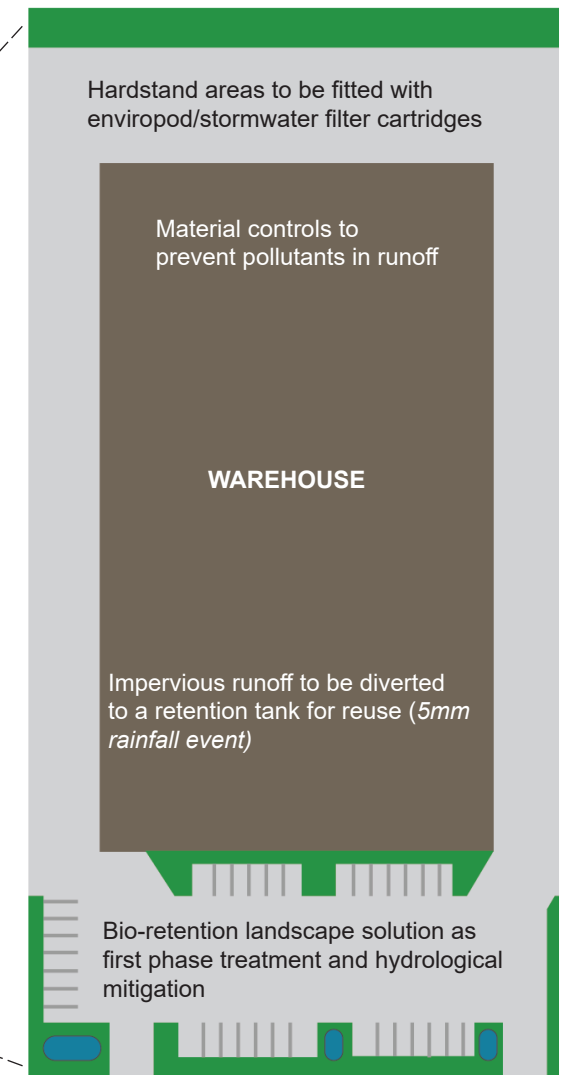 Hardstand areas to be fitted with
enviropod/stormwater filter cartridges
Material controls to
prevent pollutants in runoff
WAREHOUSE
Impervious runoff to be diverted
to a retention tank for reuse (5mm
rainfall event)
Bio-retention landscape solution as
first phase treatment and hydrological
mitigation